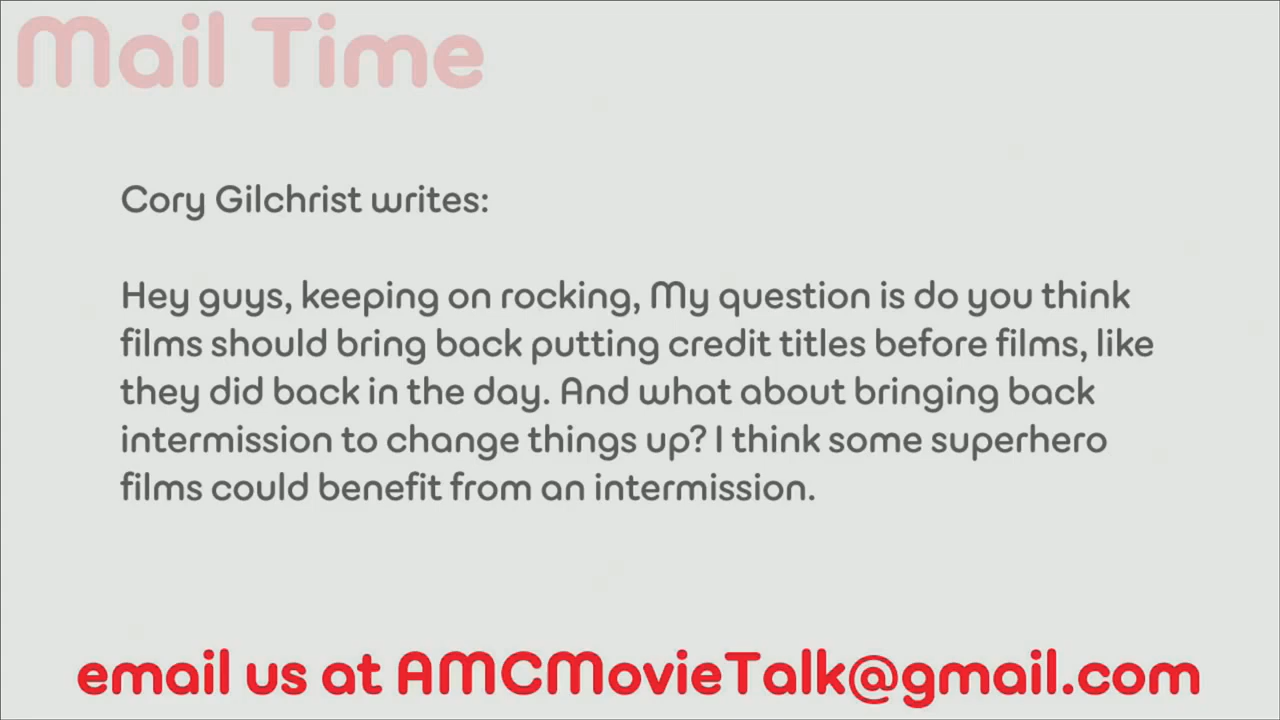 Mail Time
Cory Gilchrist writes:
Hey guys, keeping on rocking, My question is do you think
films should bring back putting credit titles before films, like
they did back in the day. And what about bringing back
intermission to change things up? I think some superhero
films could benefit from an intermission.
email us at AMCMovieTalk@gmail.com